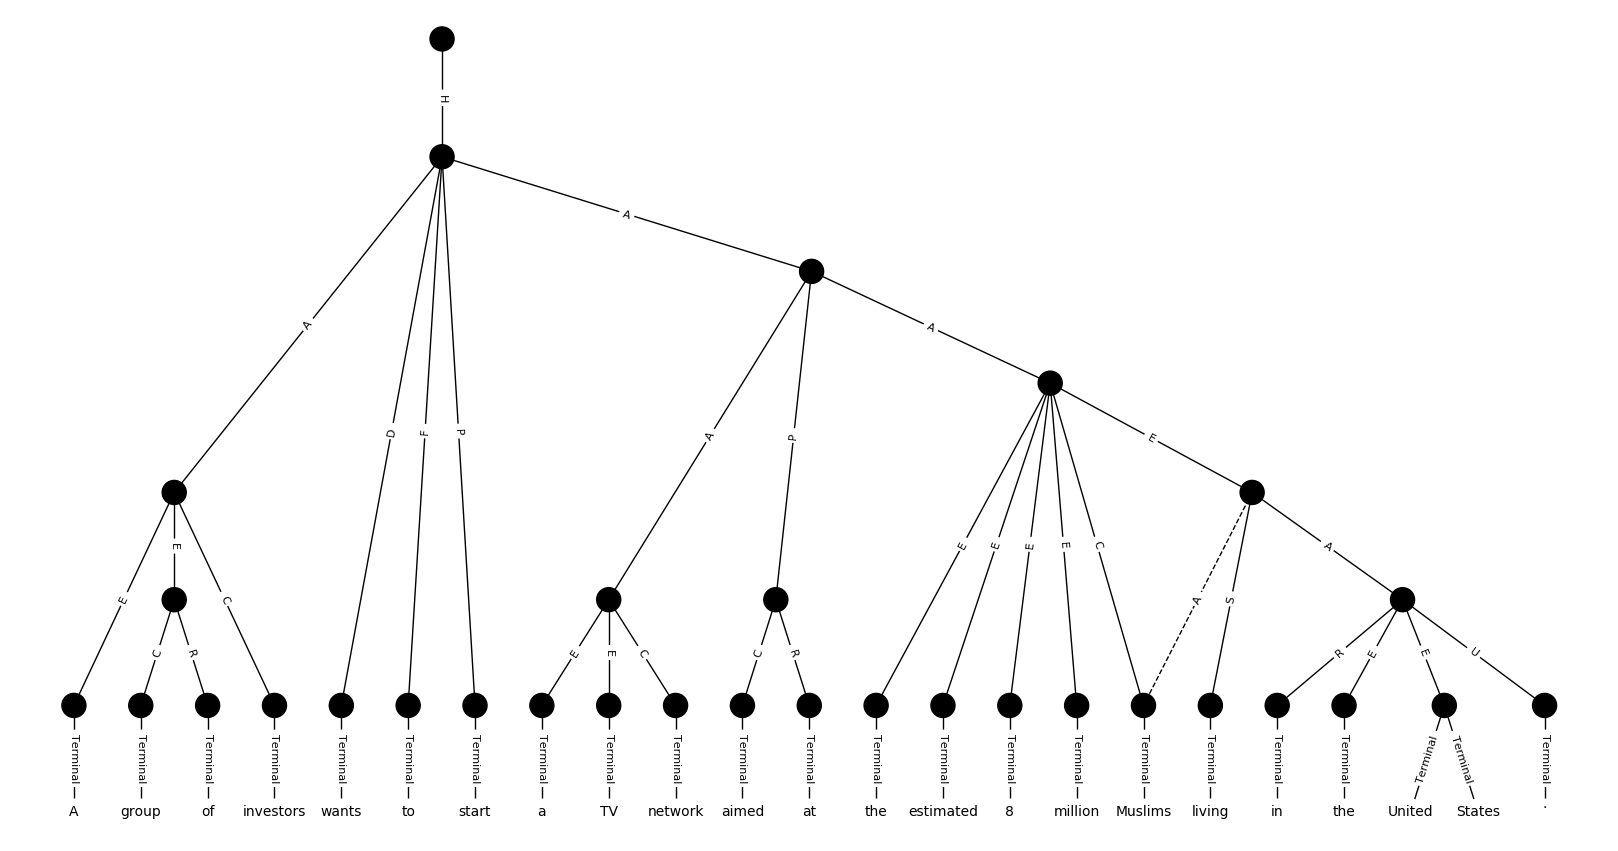 H
A
A
A
D
F
P
A
P
E
E
C
E
E
E
E
C
A
S
A
C
R
E
E
C
C
R
R
E
E
U
Terminal Terminal Terminal Terminal Terminal Terminal Terminal Terminal Terminal Terminal Terminal Terminal Terminal Terminal Terminal Terminal Terminal Terminal Terminal Terminal Terminal Terminal Terminal
A group of investors wants to start a TV network aimed at the estimated 8 million Muslims living in the United States .